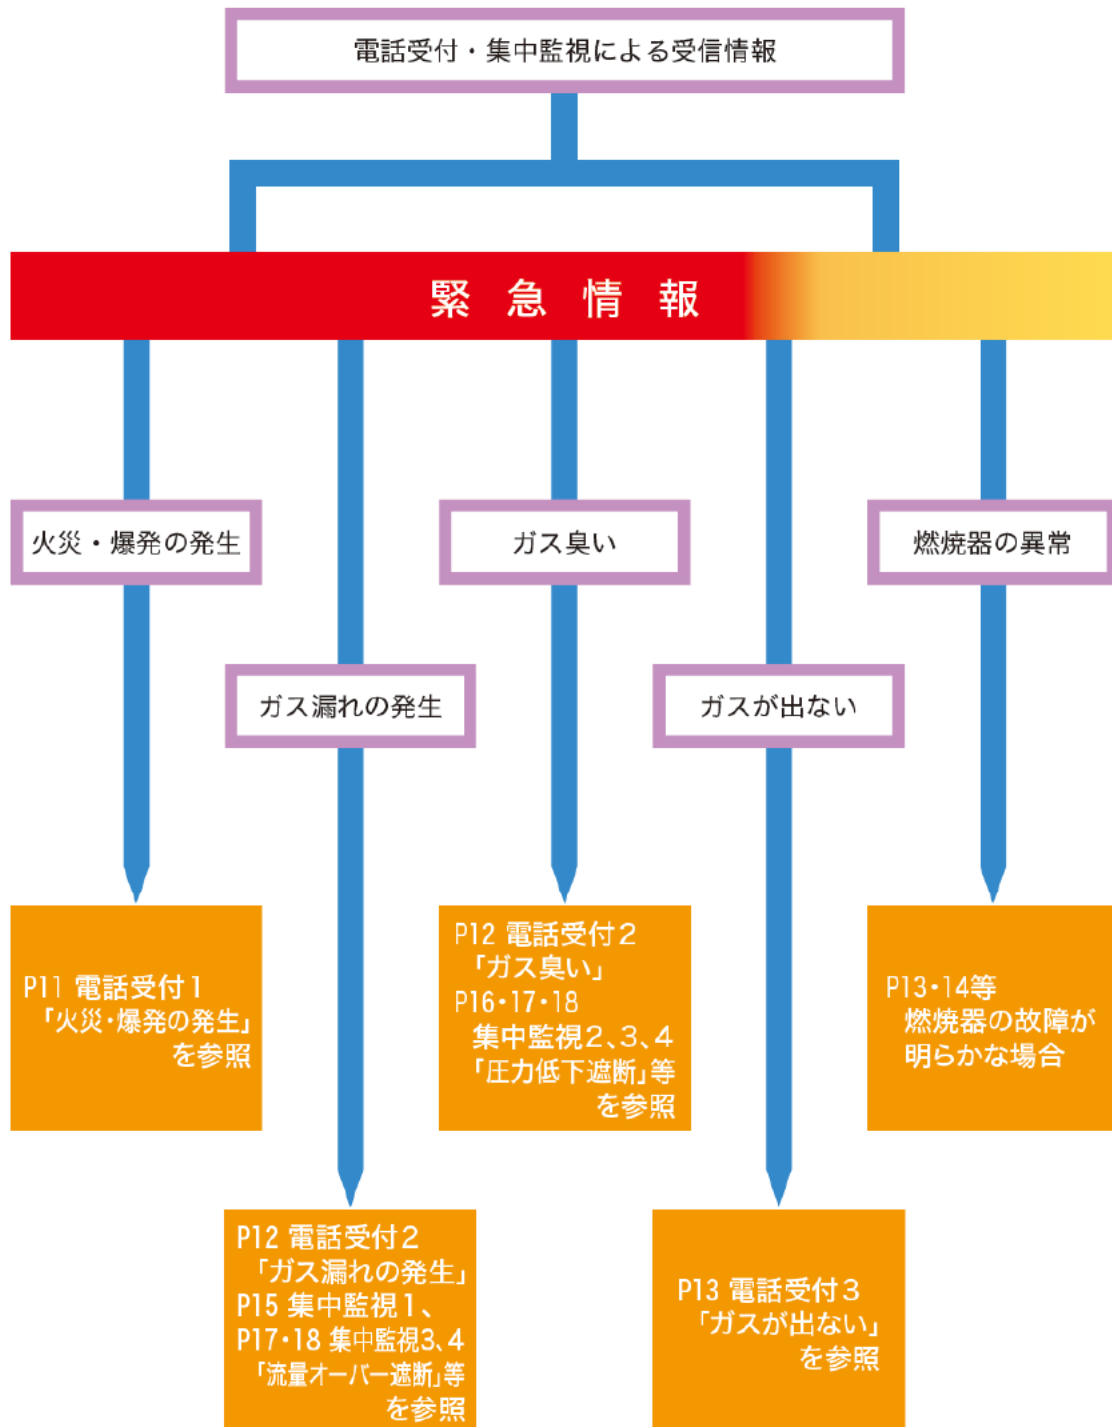 電話受付・集中監視による受信情報
緊急情報
火災・爆発の発生
ガス臭い
燃焼器の異常
ガス漏れの発生
ガスが出ない
P11 電話受付1
「火災・爆発の発生」
を参照
P12 電話受付2
「ガス臭い」
P16・17・18
集中監視2、3、4
「圧力低下遮断」等
を参照
P13・14等
燃焼器の故障が
明らかな場合
P12 電話受付2
「ガス漏れの発生」
P15 集中監視1、
P17・18 集中監視3、4
「流量オーバー遮断」等
を参照
P13 電話受付3
「ガスが出ない」
を参照